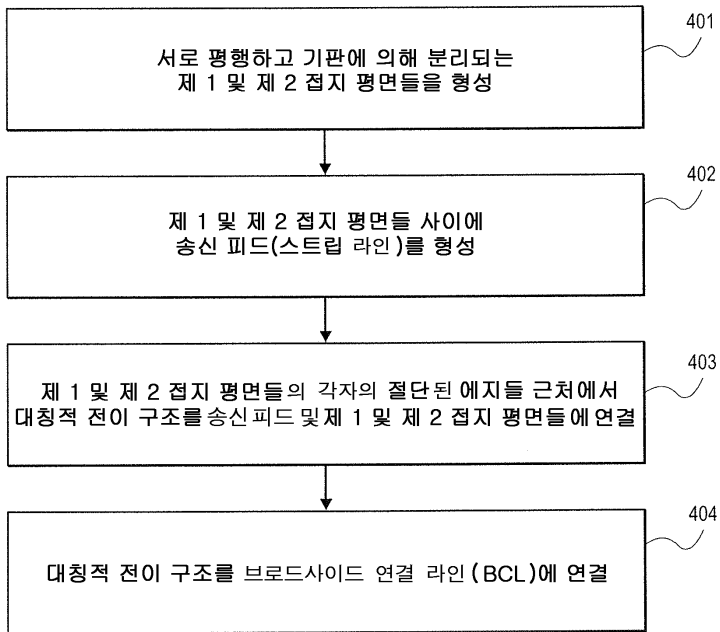 401
서로 평행하고 기판에 의해 분리되는
제 1 및 제 2 접지 평면들을 형성
402
제 1 및 제 2 접지 평면들 사이에
송신 피드(스트립 라인)를 형성
403
제 1 및 제 2 접지 평면들의 각자의 절단된 에지들 근처에서
대칭적 전이 구조를 송신피드 및 제 1 및 제 2 접지 평면들에 연결
404
대칭적 전이 구조를 브로드사이드 연결 라인(BCL)에 연결